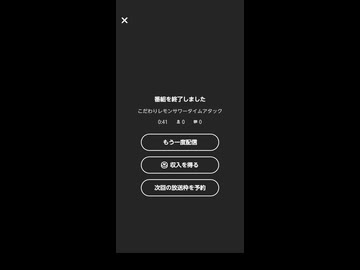 番組を終了しました
こだわりレモンサワータイムアタック
0:41 0 0
もう一度配信
収入を得る
次回の放送枠を予約